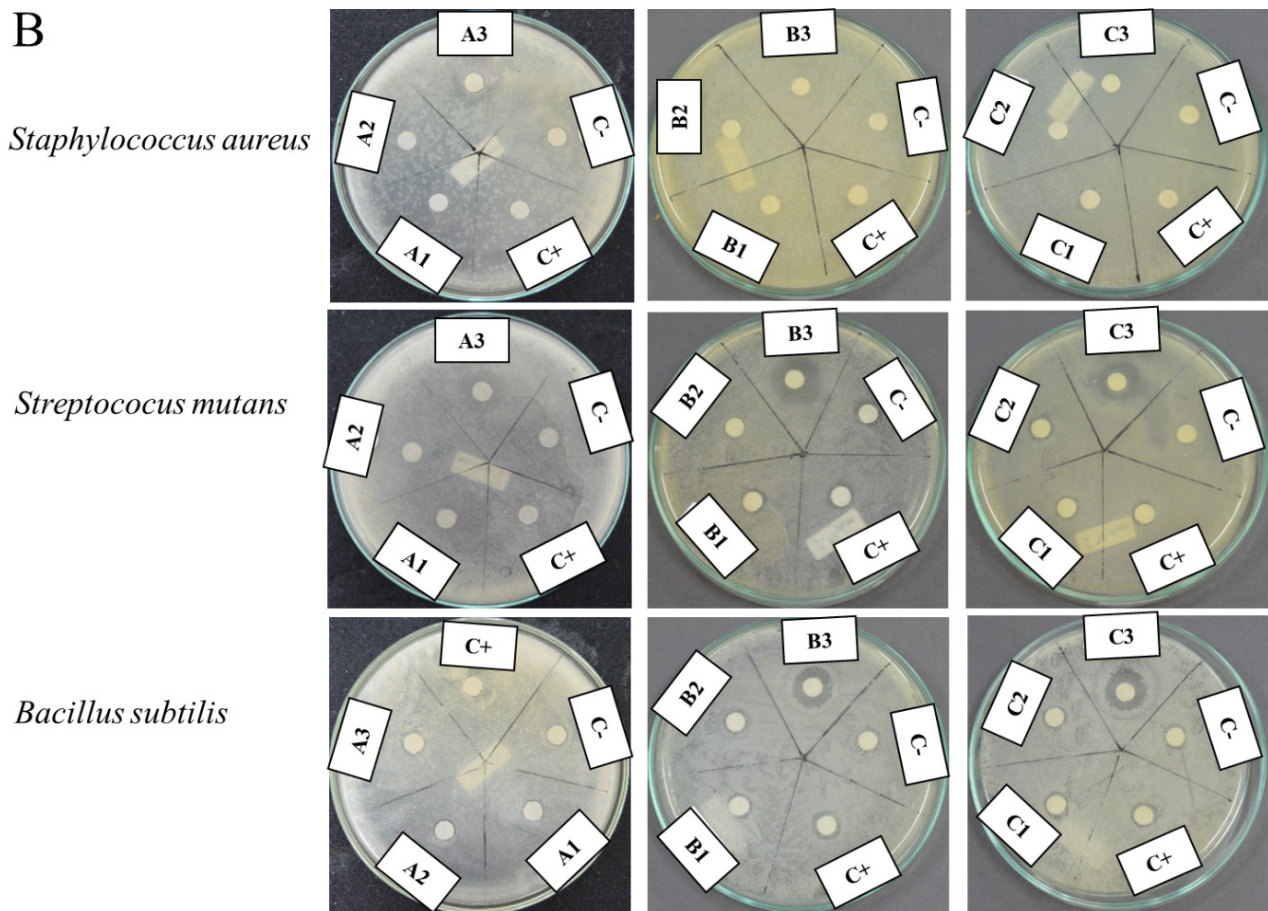 B
Staphylococcus aureus
A3
A2
C-
A1
C+
B3
B2
C-
B1
C+
C3
C2
C-
C1
C+
Streptococus mutans
A3
A2
C-
A1
C+
B3
B2
C-
B1
C+
C3
C2
C-
C1
C+
Bacillus subtilis
C+
A3
C-
A2
A1
B3
B2
C-
B1
C+
C3
C2
C-
C1
C+